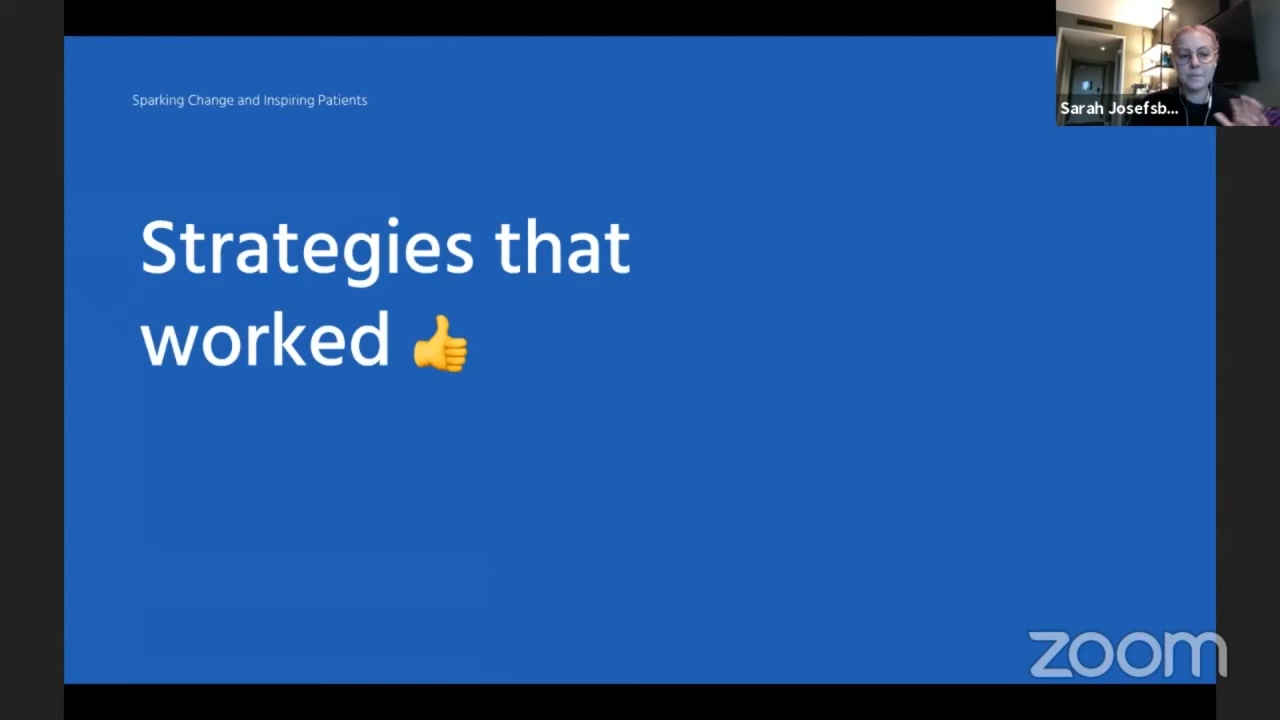 Sparking Change and Inspiring Patients
Sarah Josefsb...
Strategies that
worked 👍
zoom